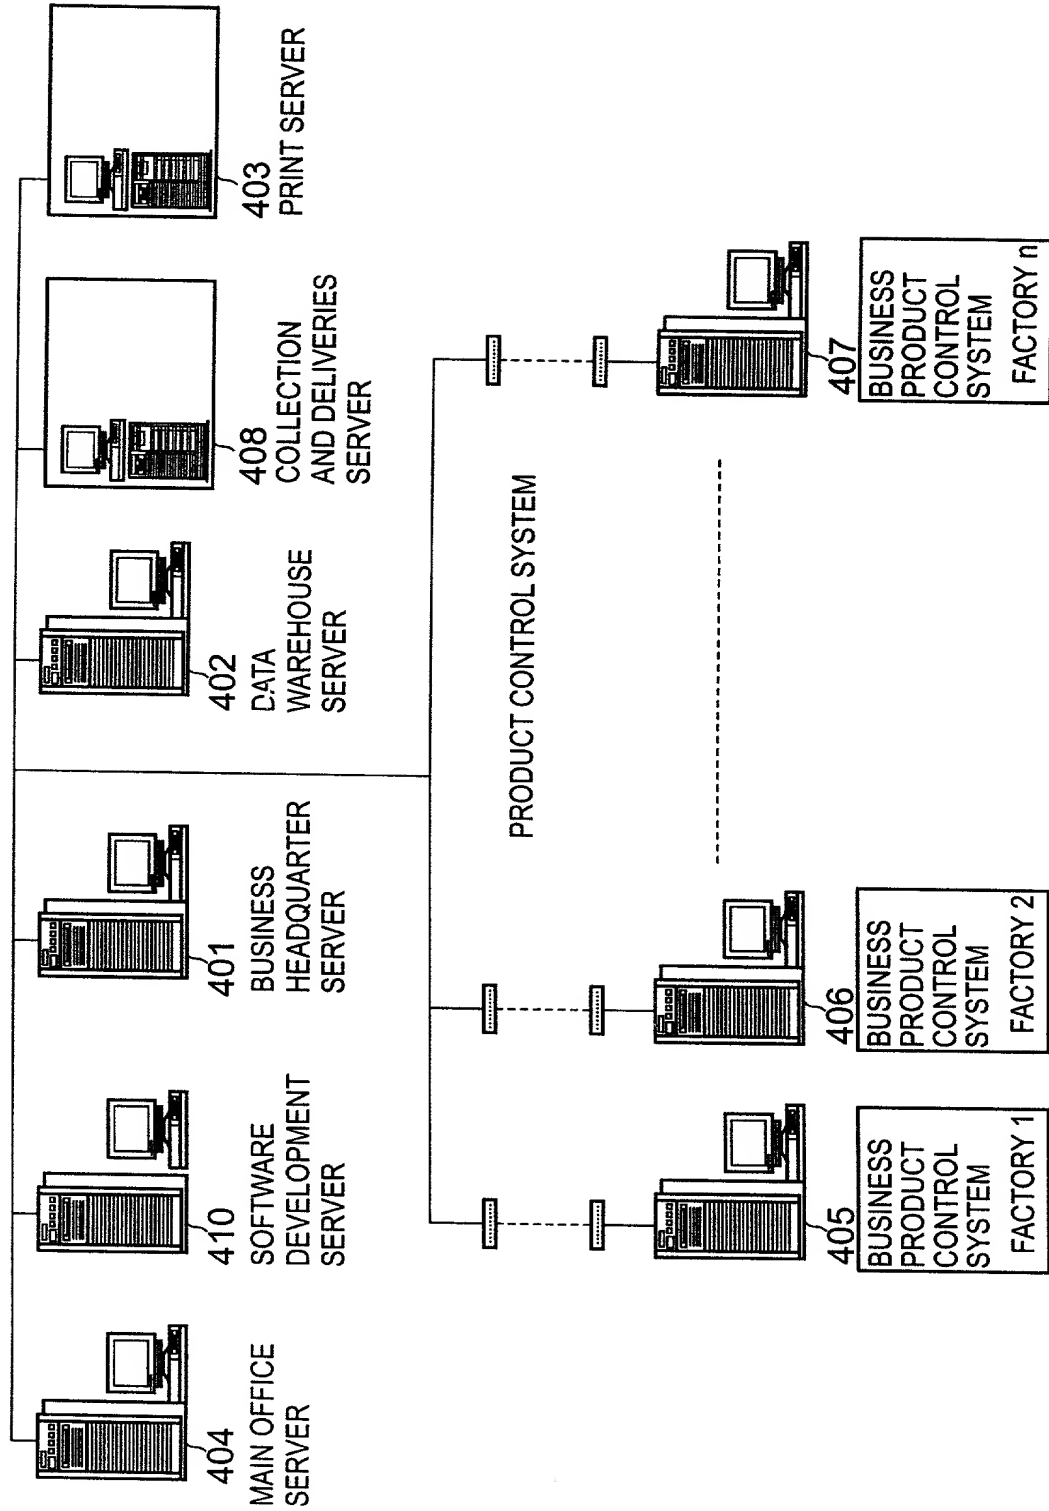 404
MAIN OFFICE
SERVER
410
SOFTWARE
DEVELOPMENT
SERVER
401
BUSINESS
HEADQUARTER
SERVER
402
DATA
WAREHOUSE
SERVER
408
COLLECTION
AND DELIVERIES
SERVER
403
PRINT SERVER
PRODUCT CONTROL SYSTEM
405
BUSINESS
PRODUCT
CONTROL
SYSTEM
FACTORY 1
406
BUSINESS
PRODUCT
CONTROL
SYSTEM
FACTORY 2
407
BUSINESS
PRODUCT
CONTROL
SYSTEM
FACTORY n